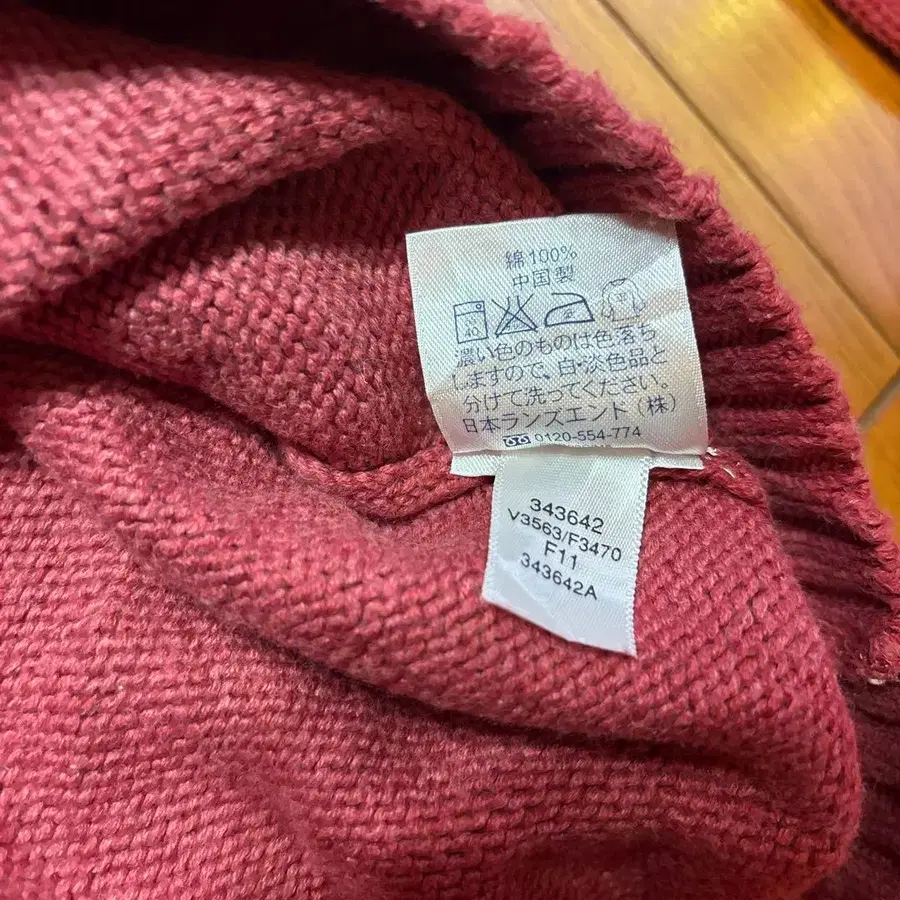 綿100%
中国製
40
濃い色のものは色落ち
しますので、白・淡色品と
分けて洗ってください。
日本ランズエンド（株）
0120-554-774
343642
V3563/F3470
F11
343642A